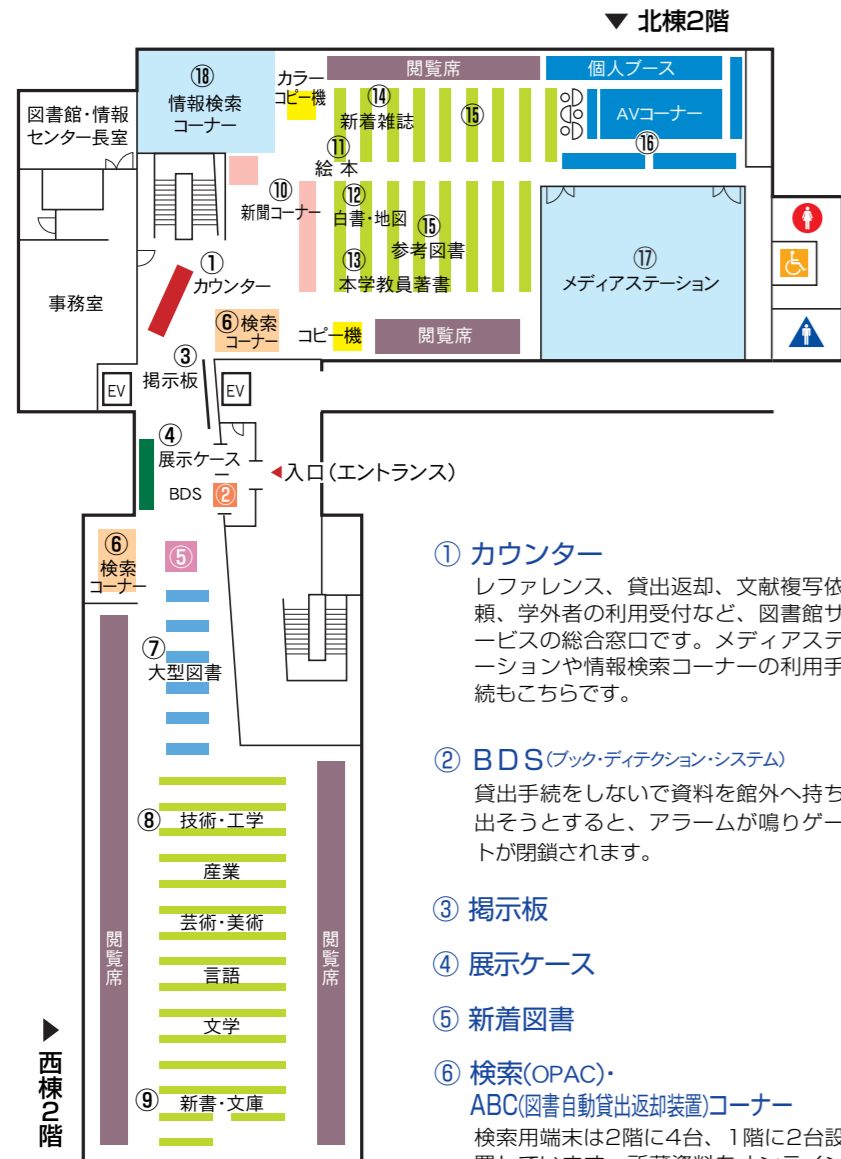 ▼ 北棟2階
図書館・情報
センター長室
⑱
情報検索
コーナー
カラー
コピー機
閲覧席
個人ブース
⑭
新着雑誌
⑮
AVコーナー
⑯
⑪
絵 本
⑩
新聞コーナー
⑫
白書・地図
⑮
参考図書
⑬
本学教員著書
⑰
メディアステーション
①
カウンター
事務室
⑥検索
コーナー
コピー機
閲覧席
③
掲示板
EV
EV
④
展示ケース
BDS ②
◀入口(エントランス)
⑥
検索
コーナー
⑤
⑦
大型図書
⑧ 技術・工学
産業
芸術・美術
言語
文学
⑨ 新書・文庫
閲覧席
閲覧席
▶西棟2階
① カウンター
レファレンス、貸出返却、文献複写依
頼、学外者の利用受付など、図書館サ
ービスの総合窓口です。メディアステ
ーションや情報検索コーナーの利用手
続もこちらです。
② BDS(ブック・ディテクション・システム)
貸出手続をしないで資料を館外へ持ち
出そうとすると、アラームが鳴りゲー
トが閉鎖されます。
③ 掲示板
④ 展示ケース
⑤ 新着図書
⑥ 検索(OPAC)・
ABC(図書自動貸出返却装置)コーナー
検索用端末は2階に4台、1階に2台設